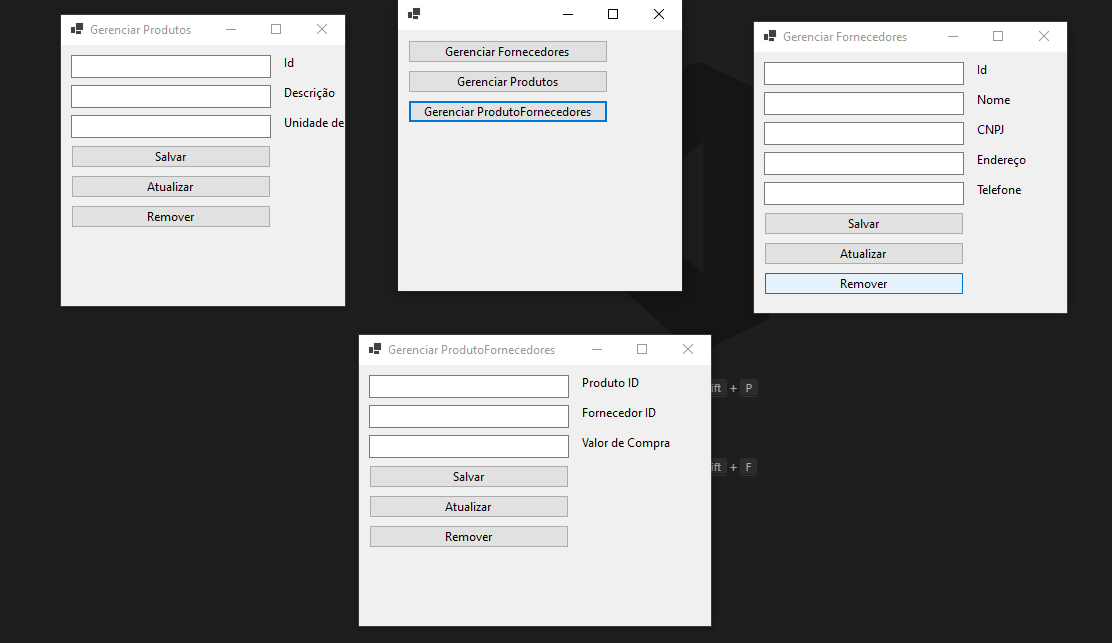 Gerenciar Produtos
Id
Descrição
Unidade de
Salvar
Atualizar
Remover
Gerenciar Fornecedores
Gerenciar Produtos
Gerenciar ProdutoFornecedores
Gerenciar Fornecedores
Id
Nome
CNPJ
Endereço
Telefone
Salvar
Atualizar
Remover
Gerenciar ProdutoFornecedores
Produto ID
Fornecedor ID
Valor de Compra
Salvar
Atualizar
Remover
ift + P
ift + F